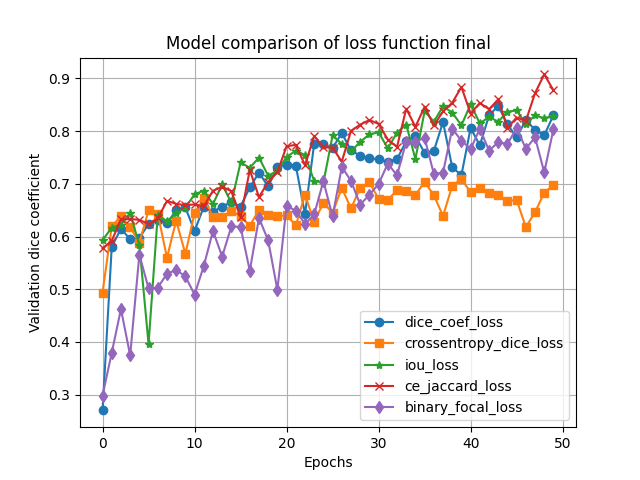 Model comparison of loss function final
Validation dice coefficient
0.9
0.8
0.7
0.6
0.5
0.4
0.3
dice_coef_loss
crossentropy_dice_loss
iou_loss
ce_jaccard_loss
binary_focal_loss
0 10 20 30 40 50
Epochs